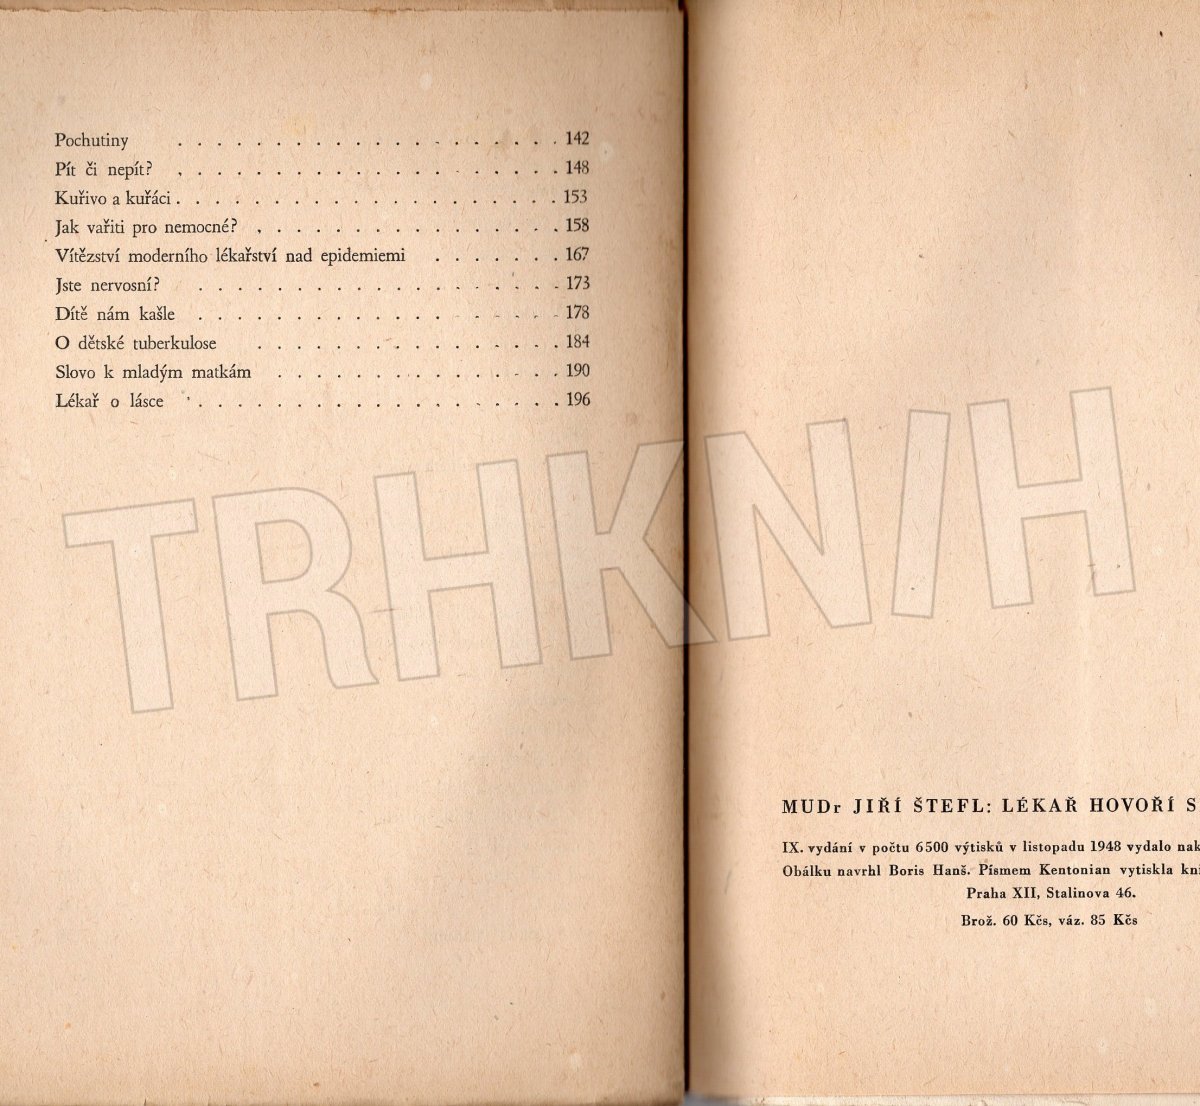 Pochutiny . . . . . . . . . . . . . . . . . . . . 142
Pít či nepít? . . . . . . . . . . . . . . . . . . . . 148
Kuřivo a kuřáci . . . . . . . . . . . . . . . . . . . . 153
Jak vařiti pro nemocné? . . . . . . . . . . . . . . . . 158
Vítězství moderního lékařství nad epidemiemi . . . . . . . 167
Jste nervosní? . . . . . . . . . . . . . . . . . . . 173
Dítě nám kašle . . . . . . . . . . . . . . . . . . . 178
O dětské tuberkulose . . . . . . . . . . . . . . . . 184
Slovo k mladým matkám . . . . . . . . . . . . . . . 190
Lékař o lásce . . . . . . . . . . . . . . . . . . . 196
TRHKNIH
MUDr JIŘÍ ŠTEFL: LÉKAŘ HOVOŘÍ S
IX. vydání v počtu 6500 výtisků v listopadu 1948 vydalo nak
Obálku navrhl Boris Hanš. Písmem Kentonian vytiskla kni
Praha XII, Stalinova 46.
Brož. 60 Kčs, váz. 85 Kčs